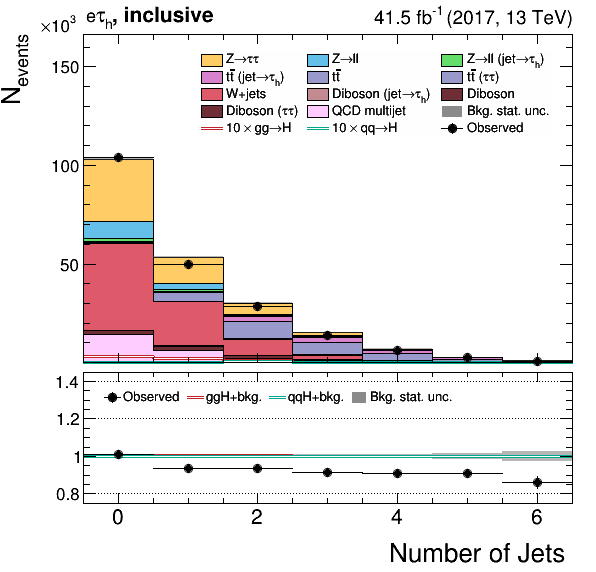 ×10³ eτh, inclusive 41.5 fb⁻¹ (2017, 13 TeV)
Nevents
150
100
50
Z→ττ Z→ll Z→ll (jet→τh)
tt̄ (jet→τh) tt̄ tt̄ (ττ)
W+jets Diboson (jet→τh) Diboson
Diboson (ττ) QCD multijet Bkg. stat. unc.
10 × gg→H 10 × qq→H Observed
1.4
1.2
1
0.8
Observed ggH+bkg. qqH+bkg. Bkg. stat. unc.
0 2 4 6
Number of Jets